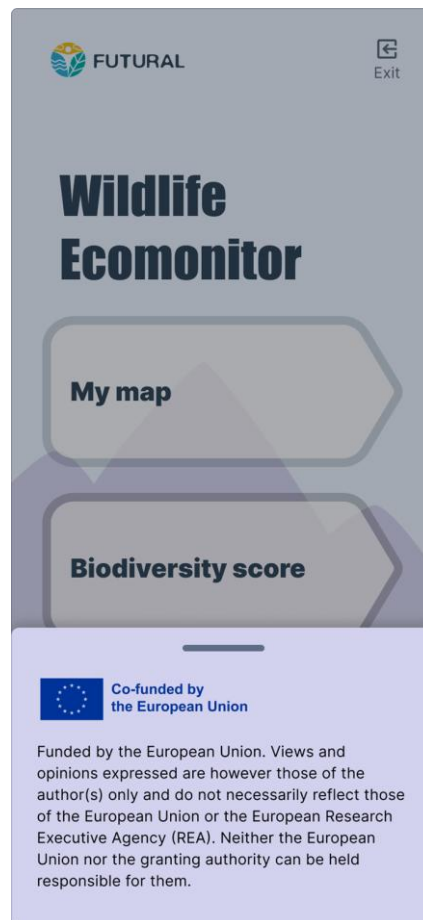 FUTURAL
Exit
Wildlife
Ecomonitor
My map
Biodiversity score
Co-funded by
the European Union
Funded by the European Union. Views and
opinions expressed are however those of the
author(s) only and do not necessarily reflect those
of the European Union or the European Research
Executive Agency (REA). Neither the European
Union nor the granting authority can be held
responsible for them.